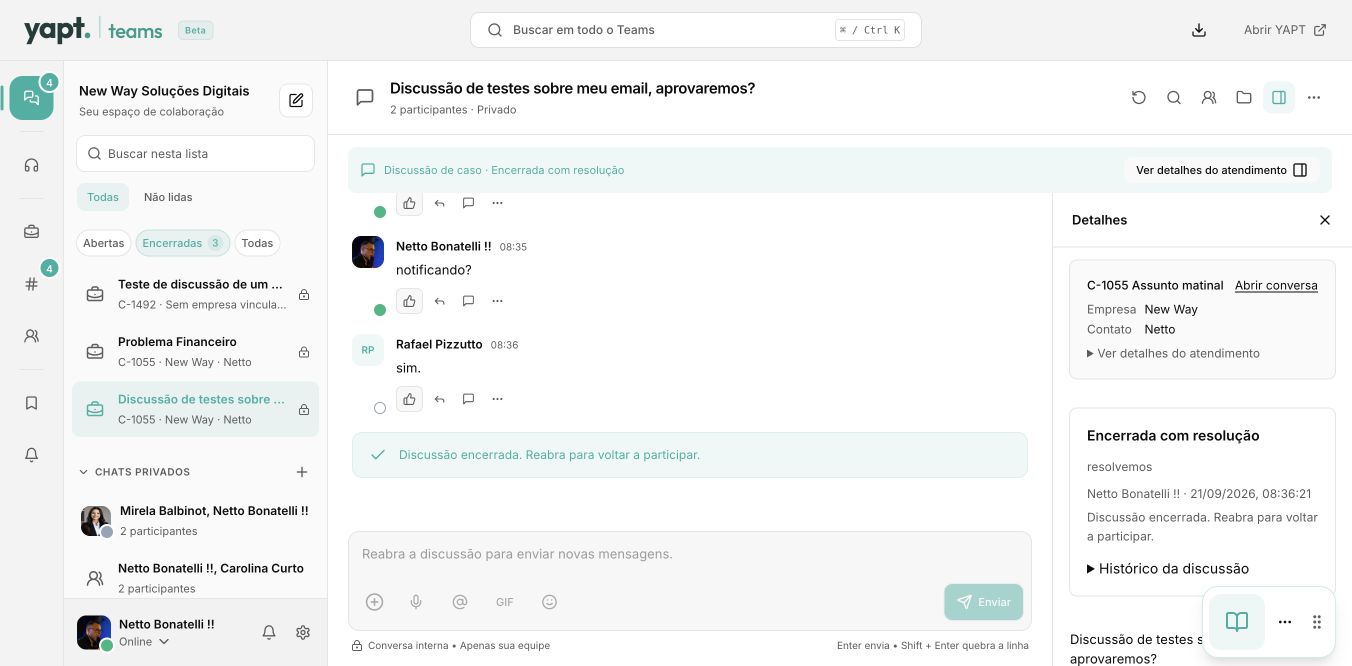 yapt. teams Beta
Buscar em todo o Teams
⌘ / Ctrl K
Abrir YAPT
4
4
New Way Soluções Digitais
Seu espaço de colaboração
Buscar nesta lista
Todas
Não lidas
Abertas
Encerradas 3
Todas
Teste de discussão de um ...
C-1492 · Sem empresa vincula...
Problema Financeiro
C-1055 · New Way · Netto
Discussão de testes sobre ...
C-1055 · New Way · Netto
CHATS PRIVADOS
Mirela Balbinot, Netto Bonatelli !!
2 participantes
Netto Bonatelli !!, Carolina Curto
2 participantes
Netto Bonatelli !!
Online
Discussão de testes sobre meu email, aprovaremos?
2 participantes · Privado
Discussão de caso · Encerrada com resolução
Ver detalhes do atendimento
Netto Bonatelli !! 08:35
notificando?
RP
Rafael Pizzutto 08:36
sim.
Discussão encerrada. Reabra para voltar a participar.
Reabra a discussão para enviar novas mensagens.
GIF
Enviar
Conversa interna • Apenas sua equipe
Enter envia • Shift + Enter quebra a linha
Detalhes
C-1055 Assunto matinal
Abrir conversa
Empresa New Way
Contato Netto
Ver detalhes do atendimento
Encerrada com resolução
resolvemos
Netto Bonatelli !! · 21/09/2026, 08:36:21
Discussão encerrada. Reabra para voltar
a participar.
Histórico da discussão
Discussão de testes s
aprovaremos?